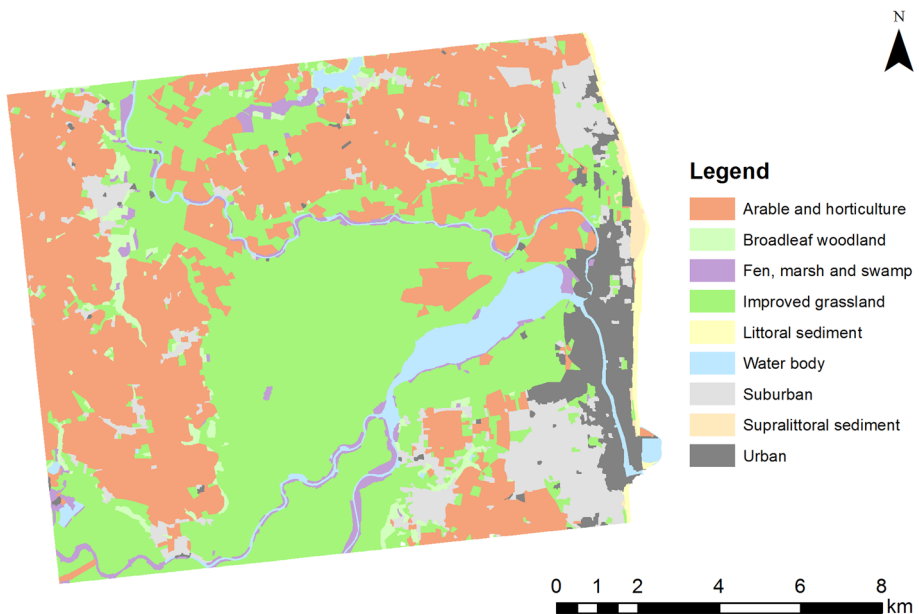 N
Legend
Arable and horticulture
Broadleaf woodland
Fen, marsh and swamp
Improved grassland
Littoral sediment
Water body
Suburban
Supralittoral sediment
Urban
0 1 2 4 6 8
km